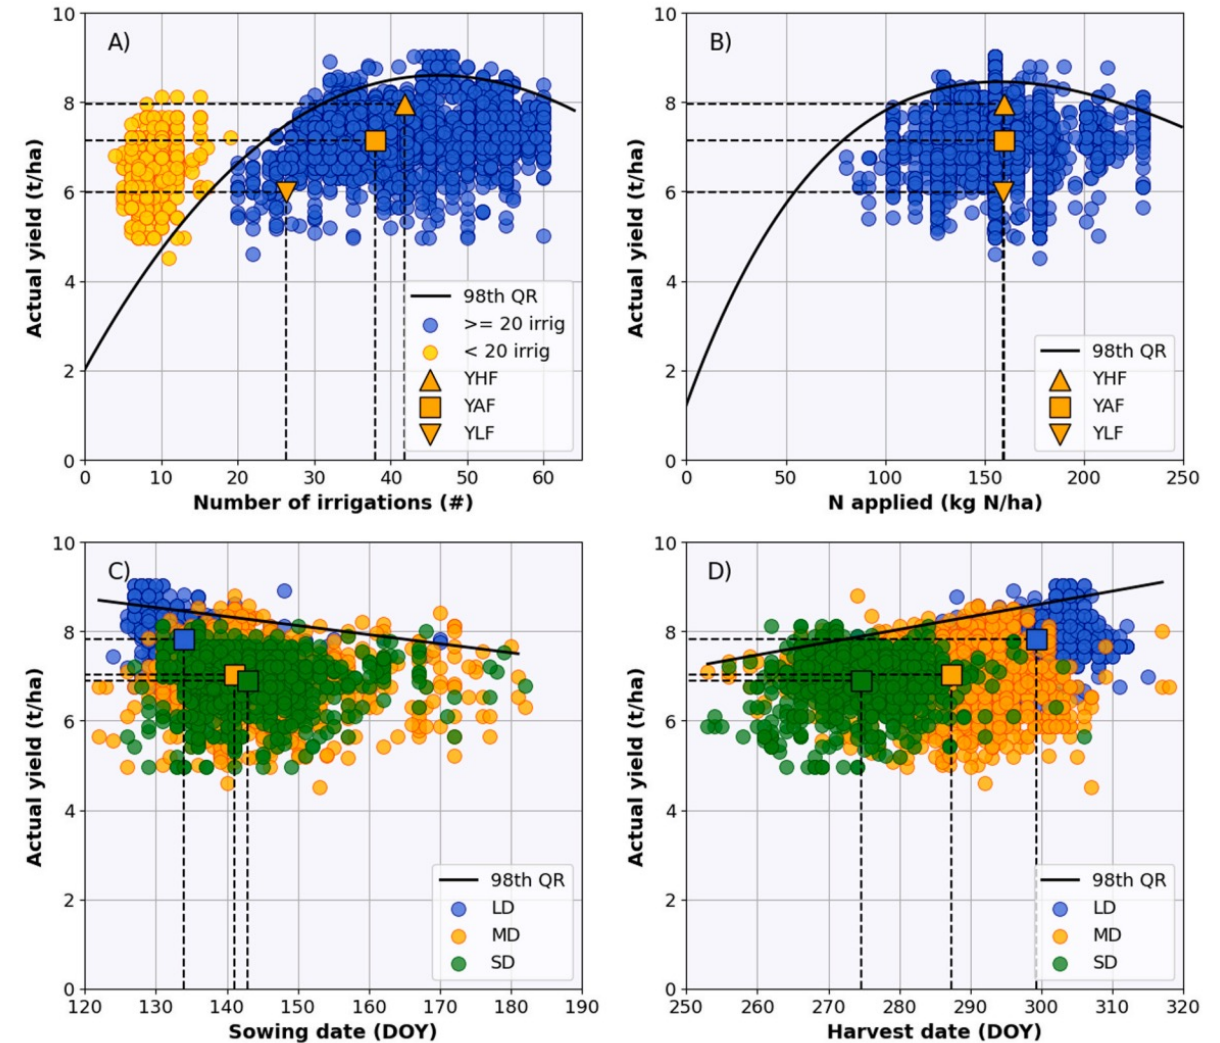 A)
Actual yield (t/ha)
10
8
6
4
2
0
98th QR
>= 20 irrig
< 20 irrig
YHF
YAF
YLF
0 10 20 30 40 50 60
Number of irrigations (#)
B)
Actual yield (t/ha)
10
8
6
4
2
0
98th QR
YHF
YAF
YLF
0 50 100 150 200 250
N applied (kg N/ha)
C)
Actual yield (t/ha)
10
8
6
4
2
0
98th QR
LD
MD
SD
120 130 140 150 160 170 180 190
Sowing date (DOY)
D)
Actual yield (t/ha)
10
8
6
4
2
0
98th QR
LD
MD
SD
250 260 270 280 290 300 310 320
Harvest date (DOY)